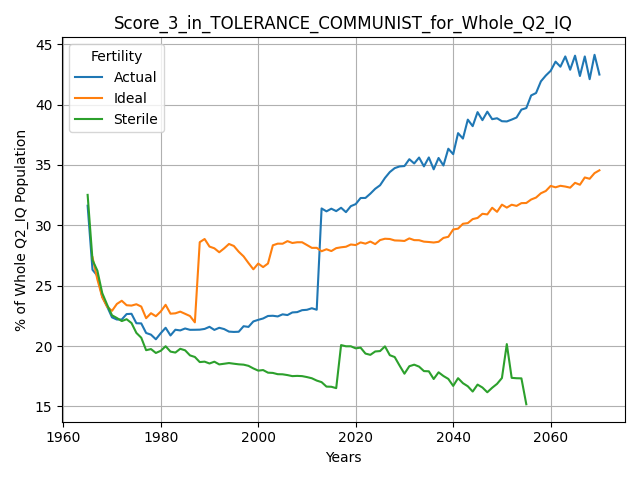 Score_3_in_TOLERANCE_COMMUNIST_for_Whole_Q2_IQ
% of Whole Q2_IQ Population
45
40
35
30
25
20
15
Fertility
Actual
Ideal
Sterile
1960
1980
2000
2020
2040
2060
Years